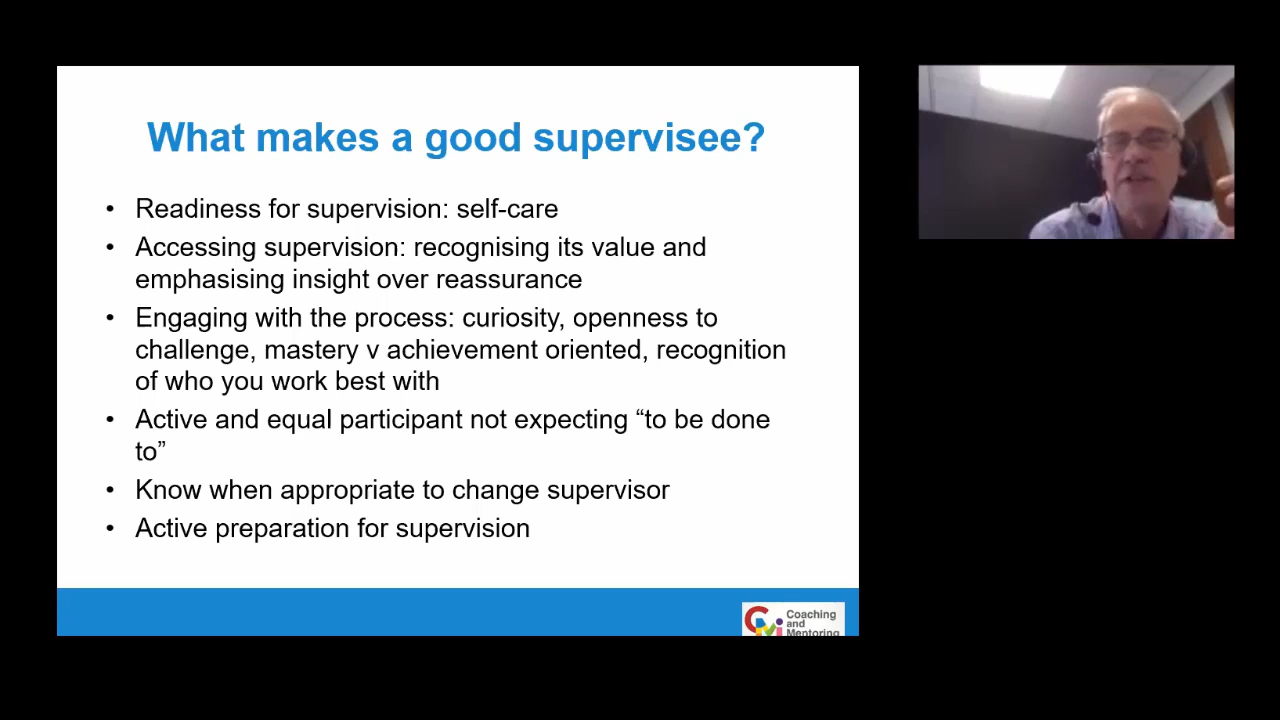 What makes a good supervisee?
• Readiness for supervision: self-care
• Accessing supervision: recognising its value and
emphasising insight over reassurance
• Engaging with the process: curiosity, openness to
challenge, mastery v achievement oriented, recognition
of who you work best with
• Active and equal participant not expecting “to be done
to”
• Know when appropriate to change supervisor
• Active preparation for supervision
Coaching
and
Mentoring